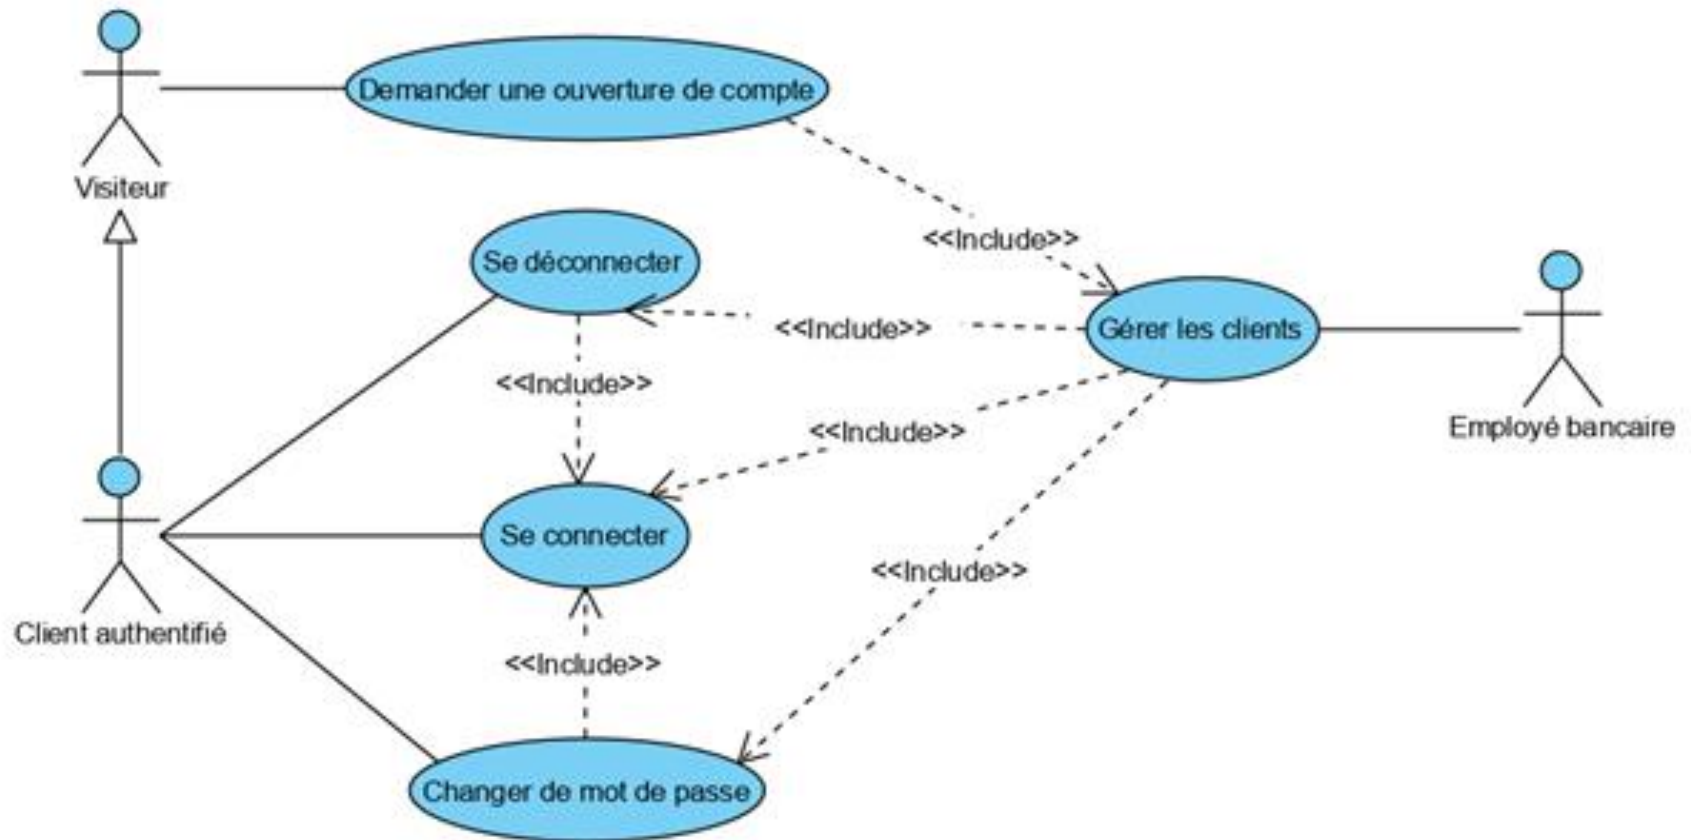 Demander une ouverture de compte
Visiteur
<<Include>>
Se déconnecter
<<Include>>
Gérer les clients
<<Include>>
Employé bancaire
<<Include>>
Se connecter
<<Include>>
Client authentifié
<<Include>>
Changer de mot de passe